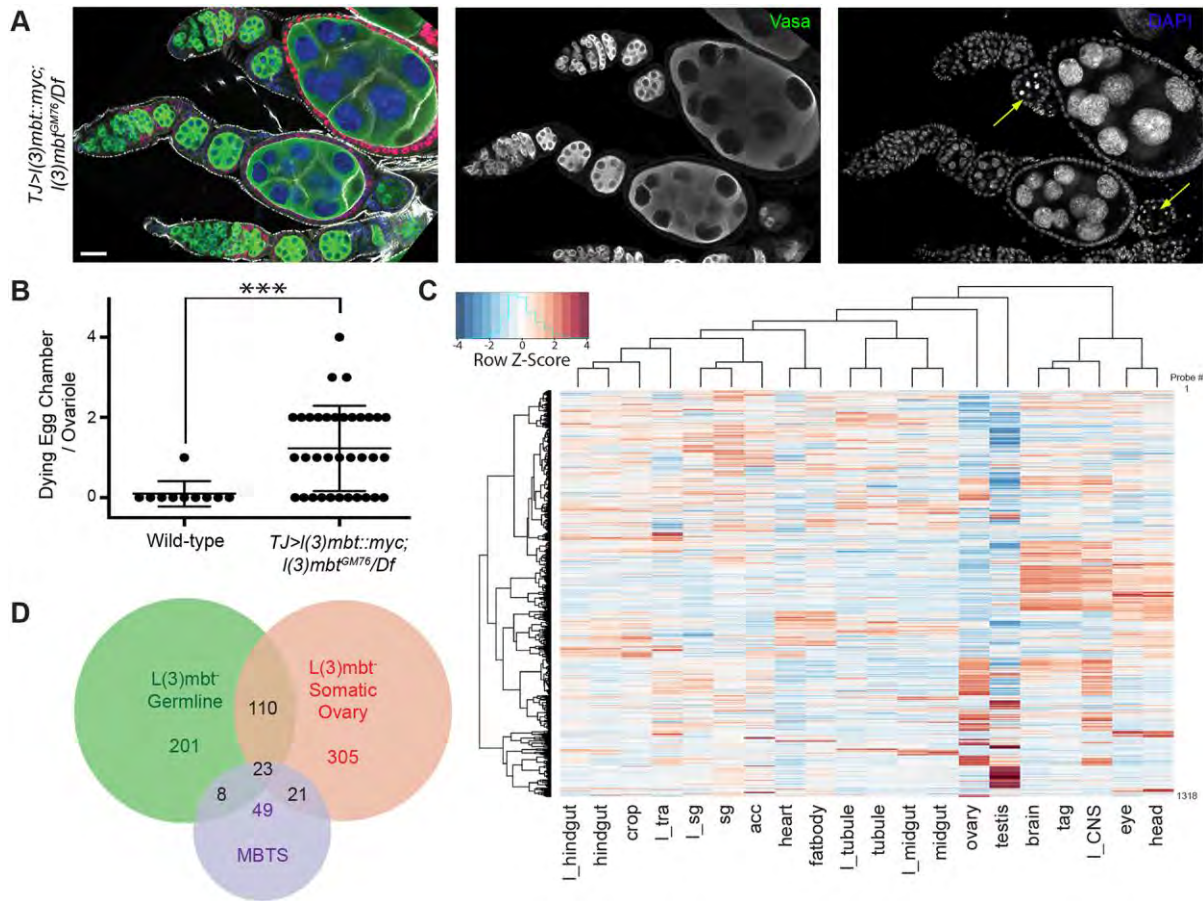 A
TJ>l(3)mbt::myc;
l(3)mbtGM76/Df
Vasa
DAPI
B
***
Dying Egg Chamber
/ Ovariole
4
2
0
Wild-type
TJ>l(3)mbt::myc;
l(3)mbtGM76/Df
C
-4 -2 0 2 4
Row Z-Score
Probe #
1
1318
l_hindgut
hindgut
crop
l_tra
l_sg
sg
acc
heart
fatbody
l_tubule
tubule
l_midgut
midgut
ovary
testis
brain
tag
l_CNS
eye
head
D
L(3)mbt-
Germline
201
110
L(3)mbt-
Somatic
Ovary
305
23
8
21
49
MBTS